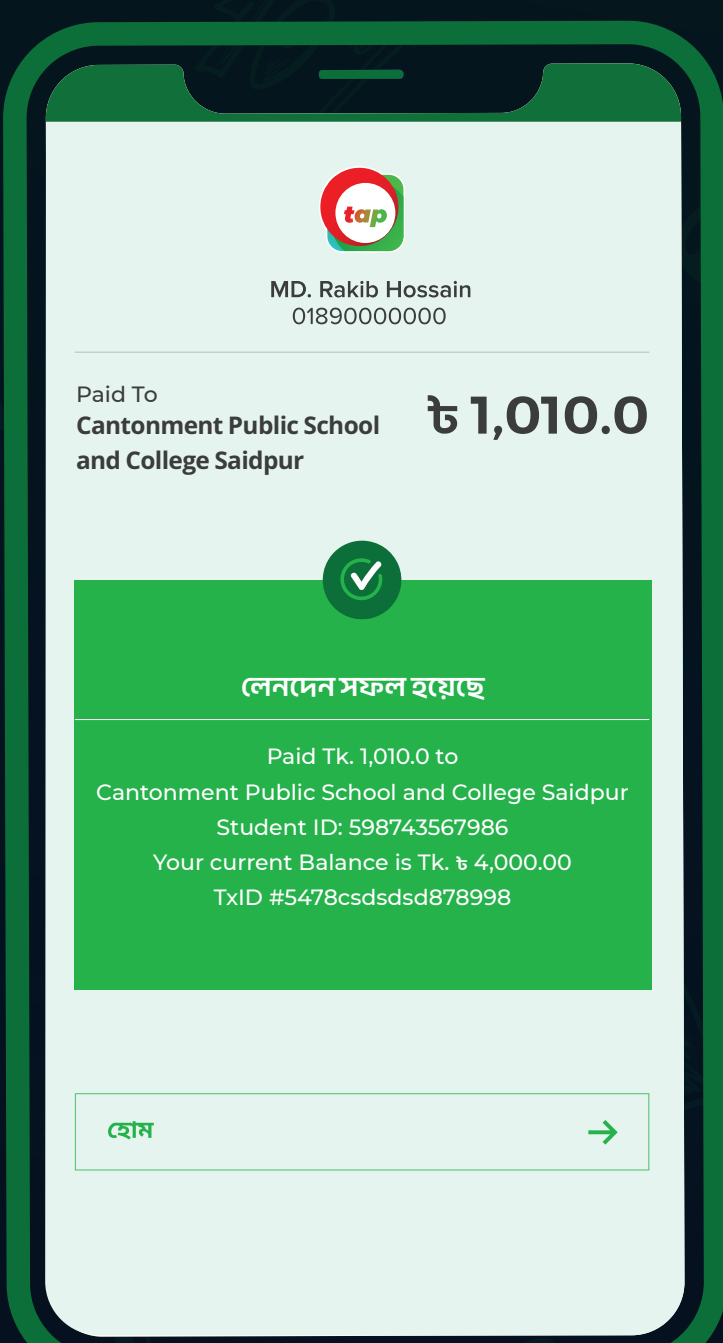 tap
MD. Rakib Hossain
01890000000
Paid To
Cantonment Public School
and College Saidpur
৳ 1,010.0
লেনদেন সফল হয়েছে
Paid Tk. 1,010.0 to
Cantonment Public School and College Saidpur
Student ID: 598743567986
Your current Balance is Tk. ৳ 4,000.00
TxID #5478csdsdsd878998
হোম